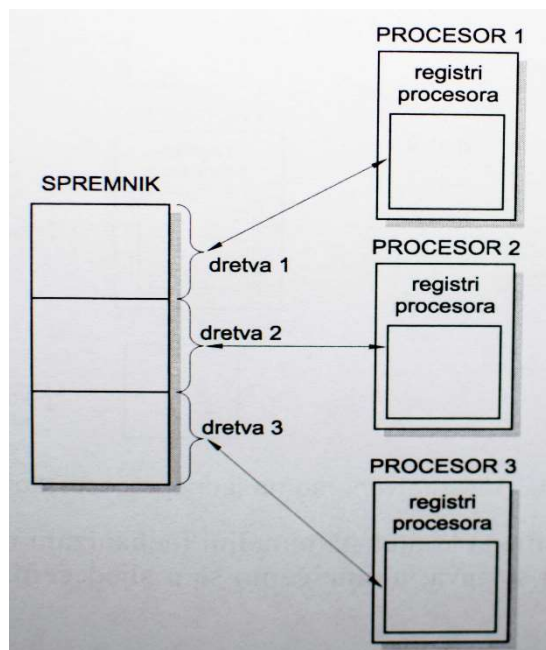 PROCESOR 1
registri
procesora
SPREMNIK
dretva 1
PROCESOR 2
registri
procesora
dretva 2
dretva 3
PROCESOR 3
registri
procesora